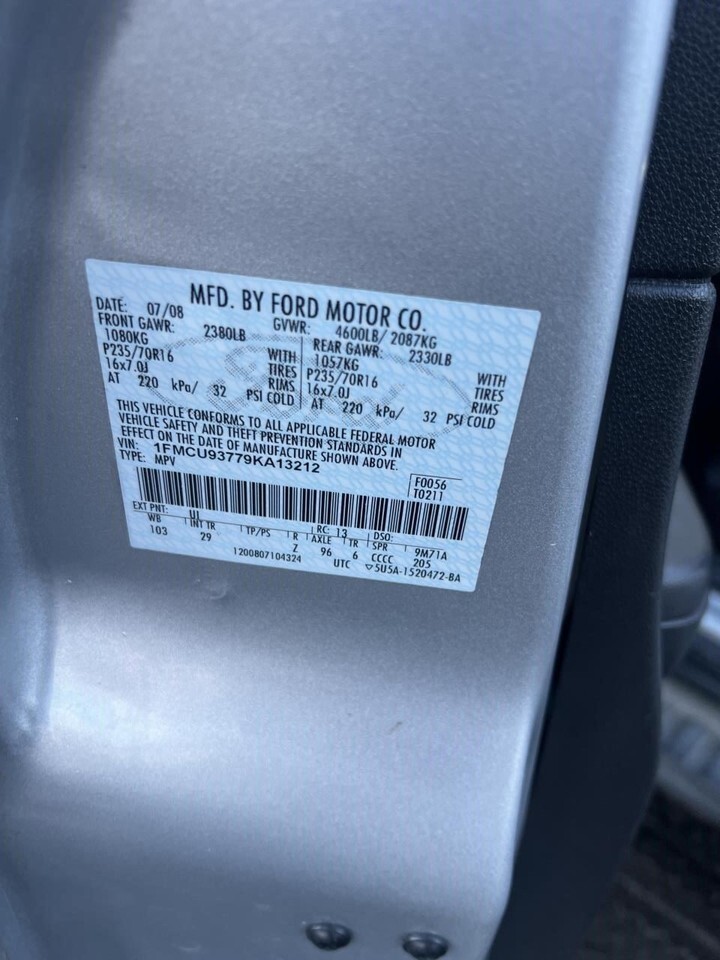 MFD. BY FORD MOTOR CO.
DATE: 07/08 GVWR: 4600LB/ 2087KG
FRONT GAWR: 2380LB REAR GAWR: 2330LB
1080KG WITH 1057KG WITH
P235/70R16 TIRES P235/70R16 TIRES
16x7.0J RIMS 16x7.0J RIMS
AT 220 kPa/ 32 PSI COLD AT 220 kPa/ 32 PSI COLD
THIS VEHICLE CONFORMS TO ALL APPLICABLE FEDERAL MOTOR
VEHICLE SAFETY AND THEFT PREVENTION STANDARDS IN
EFFECT ON THE DATE OF MANUFACTURE SHOWN ABOVE.
VIN: 1FMCU93779KA13212
TYPE: MPV
F0056
T0211
EXT PNT: UI RC: 13 DSO:
WB INT TR TP/PS R AXLE TR SPR 9M71A
103 29 Z 96 6 CCCC 205
1200807104324 UTC ▽5U5A-1520472-BA